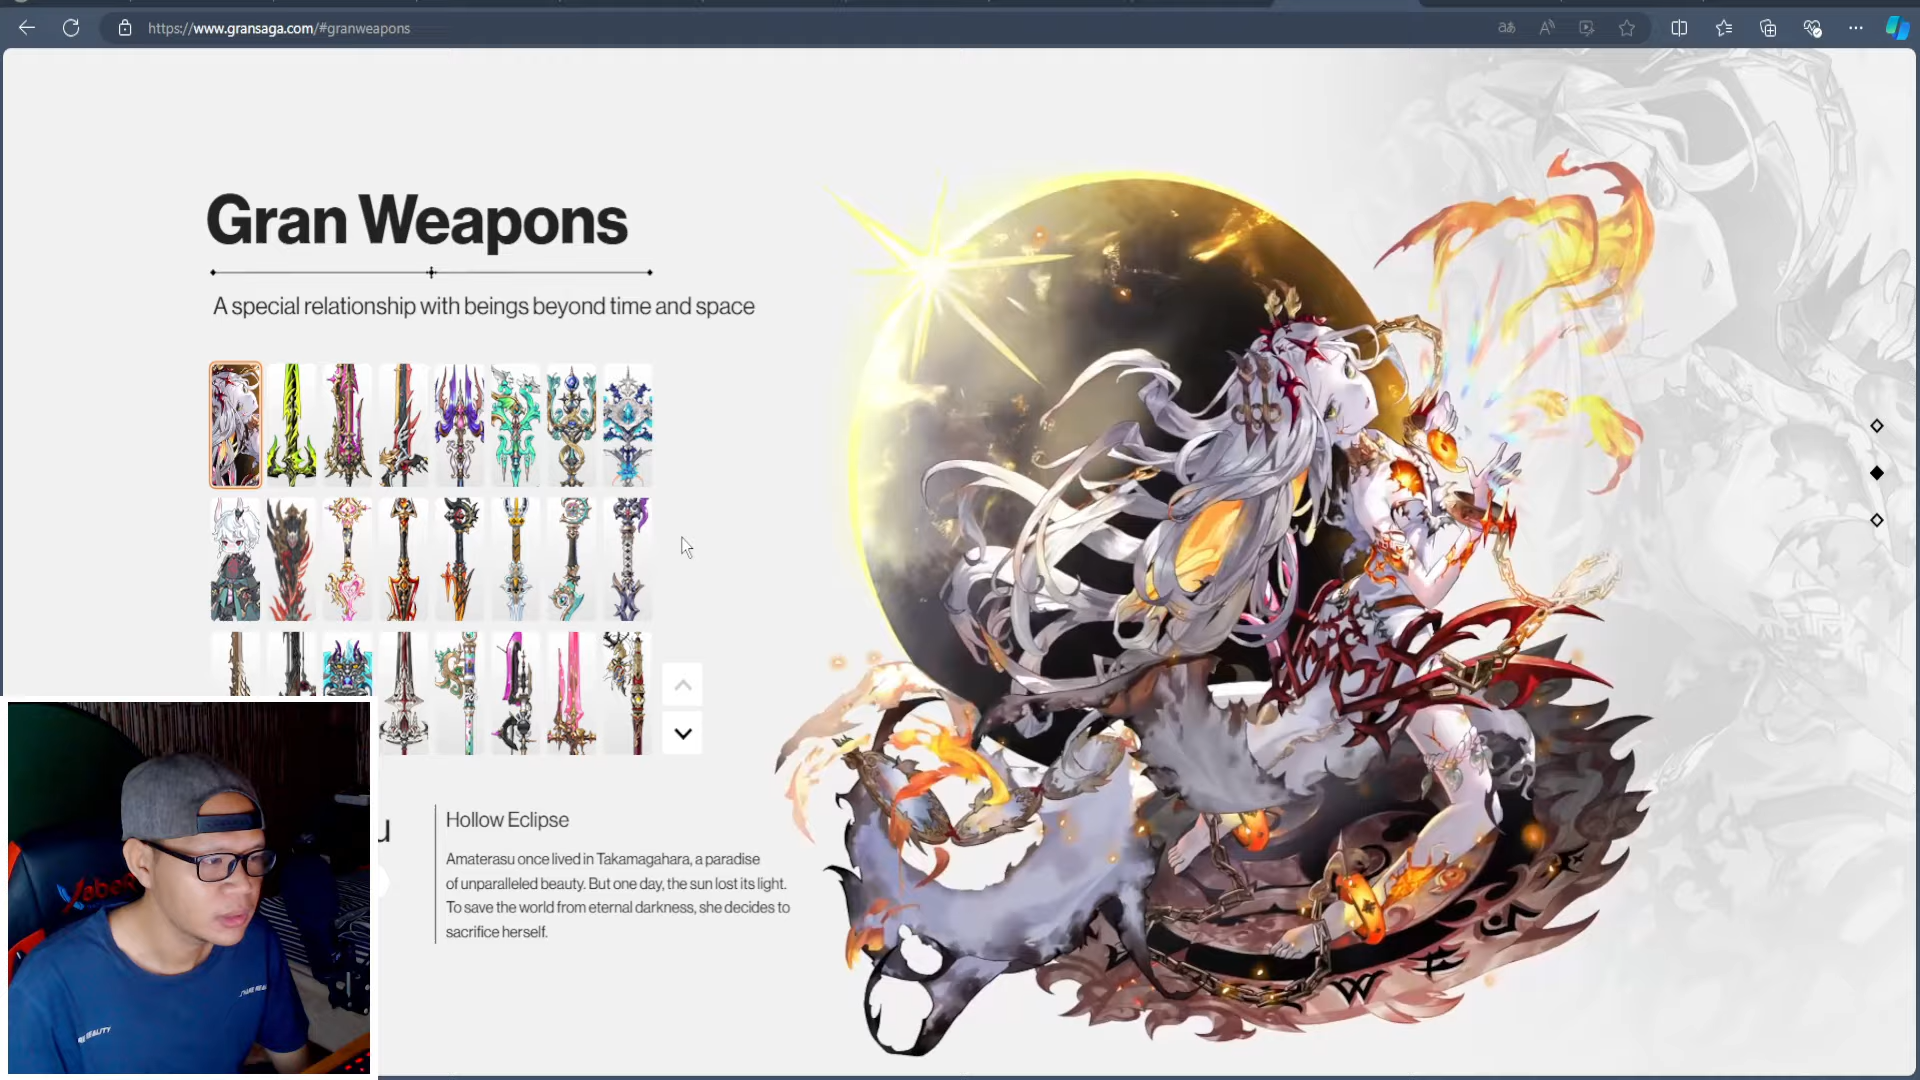 https://www.gransaga.com/#granweapons
Gran Weapons
A special relationship with beings beyond time and space
Hollow Eclipse
Amaterasu once lived in Takamagahara, a paradise
of unparalleled beauty. But one day, the sun lost its light.
To save the world from eternal darkness, she decides to
sacrifice herself.